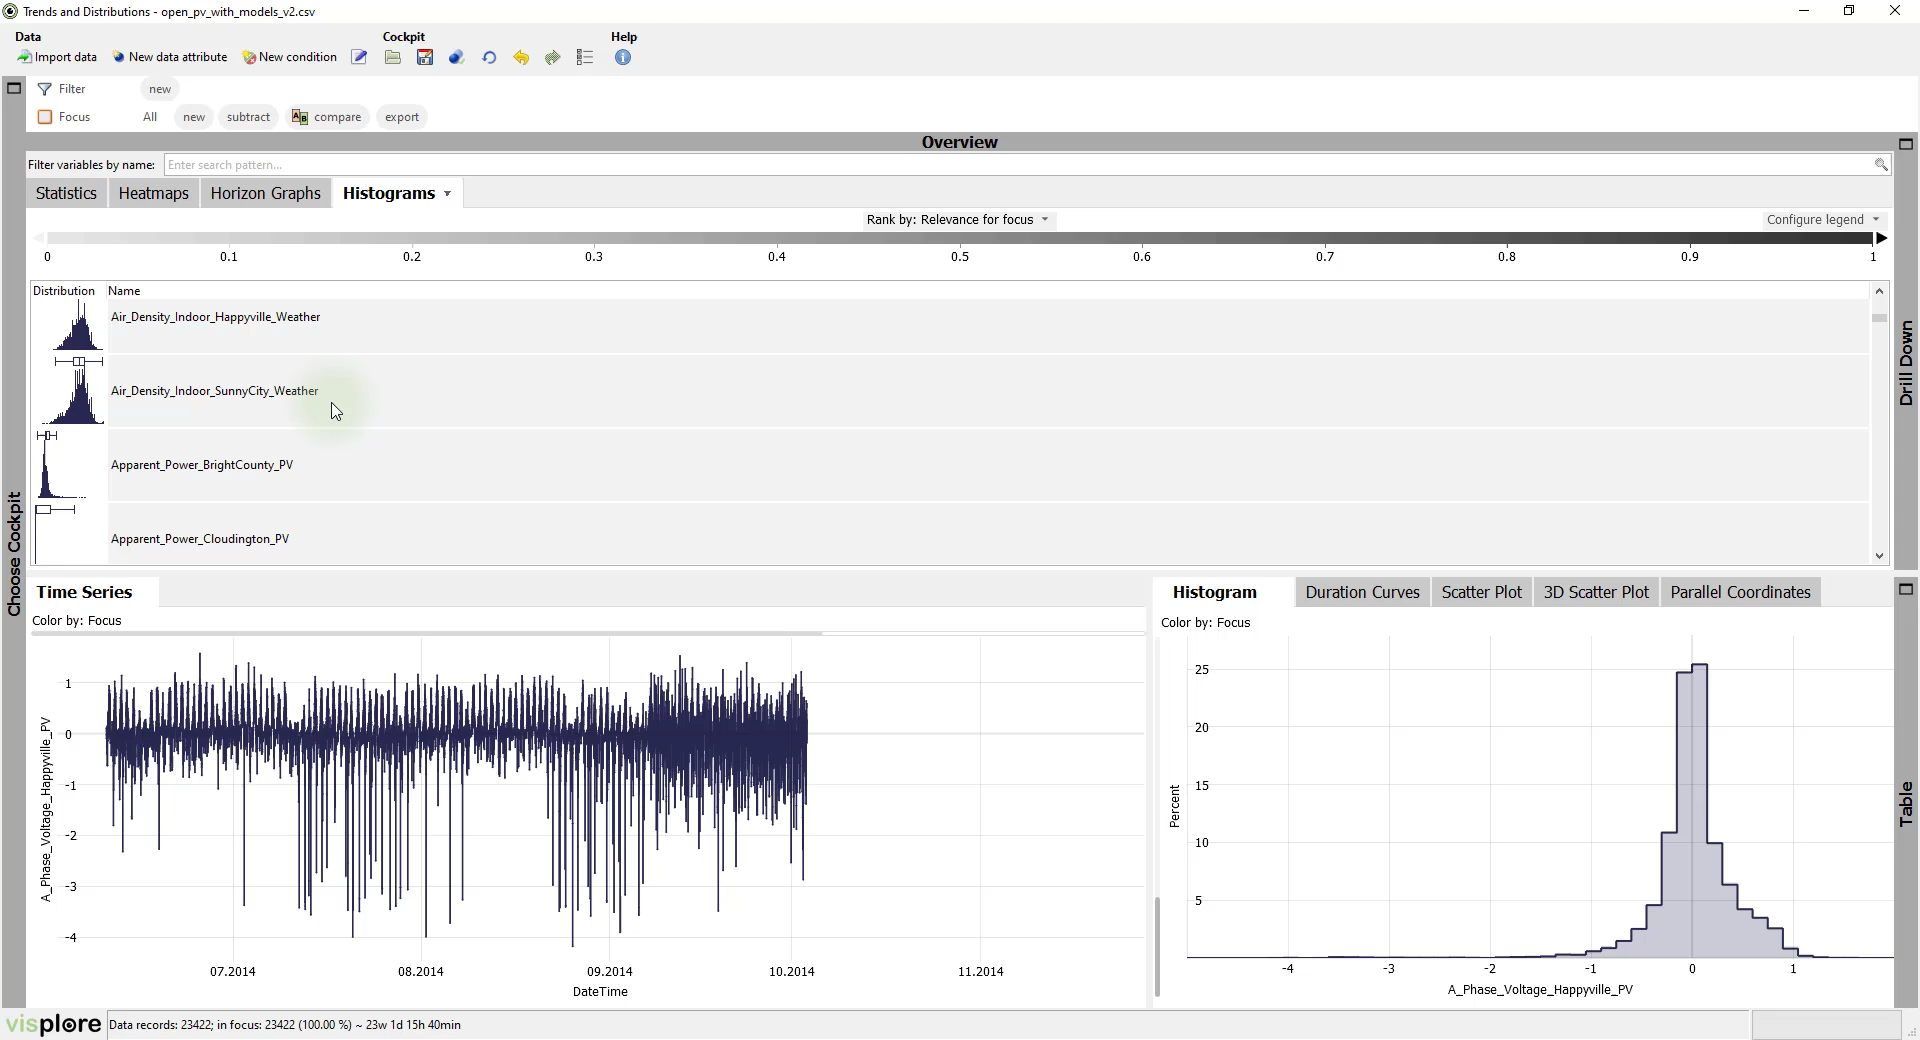 Trends and Distributions - open_pv_with_models_v2.csv
Data
Cockpit
Help
Import data
New data attribute
New condition
Filter
new
Focus
All
new
subtract
compare
export
Overview
Filter variables by name:
Enter search pattern...
Statistics
Heatmaps
Horizon Graphs
Histograms
Rank by: Relevance for focus
Configure legend
0 0.1 0.2 0.3 0.4 0.5 0.6 0.7 0.8 0.9 1
Distribution
Name
Air_Density_Indoor_Happyville_Weather
Air_Density_Indoor_SunnyCity_Weather
Apparent_Power_BrightCounty_PV
Apparent_Power_Cloudington_PV
Choose Cockpit
Drill Down
Time Series
Color by: Focus
1
0
-1
-2
-3
-4
A_Phase_Voltage_Happyville_PV
07.2014 08.2014 09.2014 10.2014 11.2014
DateTime
Histogram
Duration Curves
Scatter Plot
3D Scatter Plot
Parallel Coordinates
Color by: Focus
25
20
15
10
5
Percent
-4 -3 -2 -1 0 1
A_Phase_Voltage_Happyville_PV
Table
visplore
Data records: 23422; in focus: 23422 (100.00 %) ~ 23w 1d 15h 40min